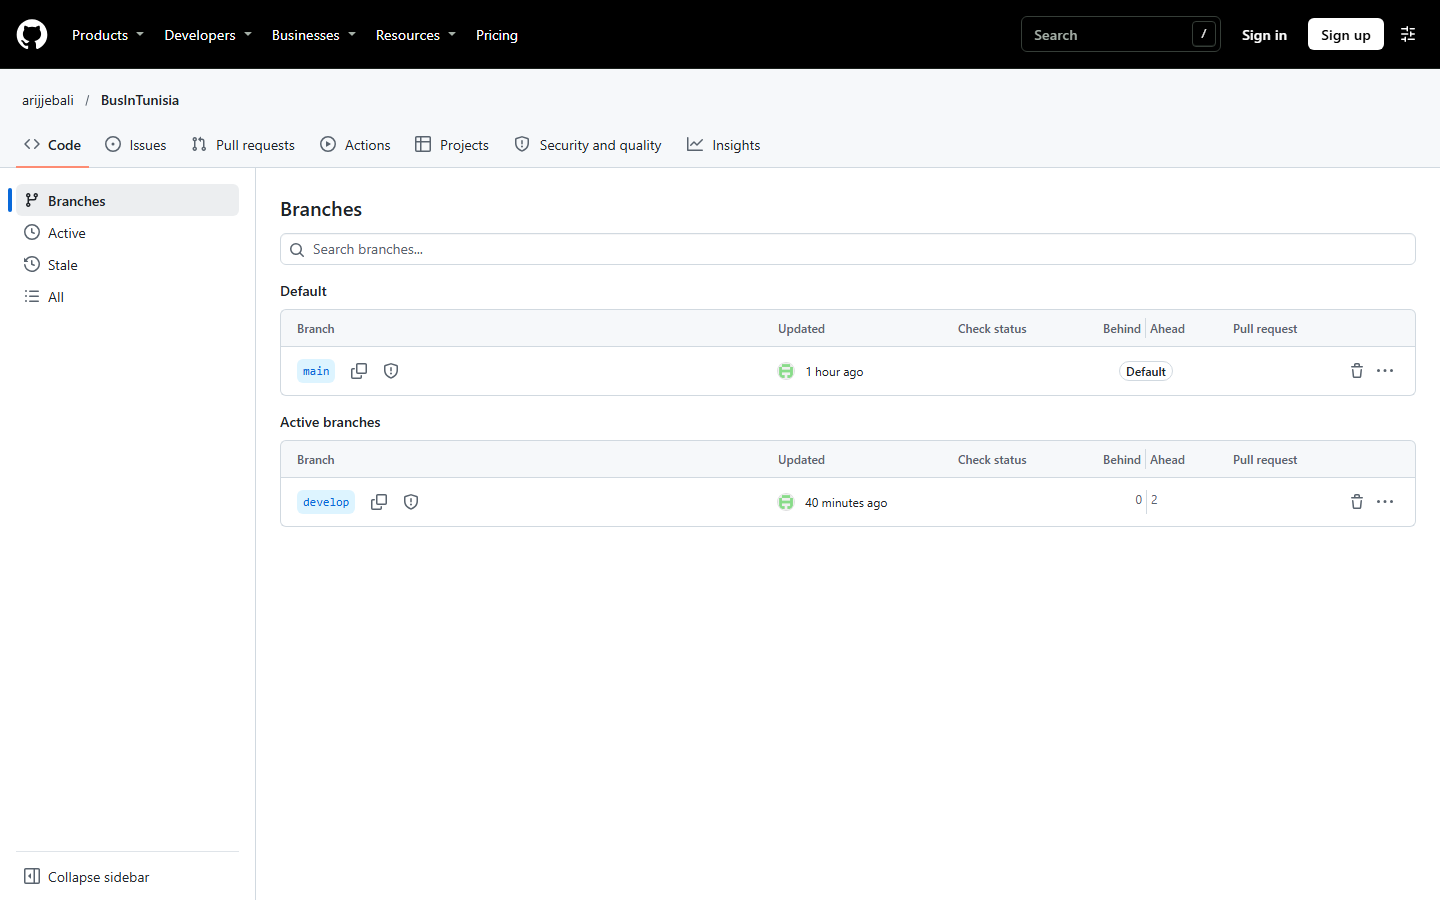 Products
Developers
Businesses
Resources
Pricing
Search
/
Sign in
Sign up
arijjebali / BusInTunisia
Code
Issues
Pull requests
Actions
Projects
Security and quality
Insights
Branches
Active
Stale
All
Collapse sidebar
Branches
Search branches...
Default
Branch Updated Check status Behind Ahead Pull request
main 1 hour ago Default
Active branches
Branch Updated Check status Behind Ahead Pull request
develop 40 minutes ago 0 2